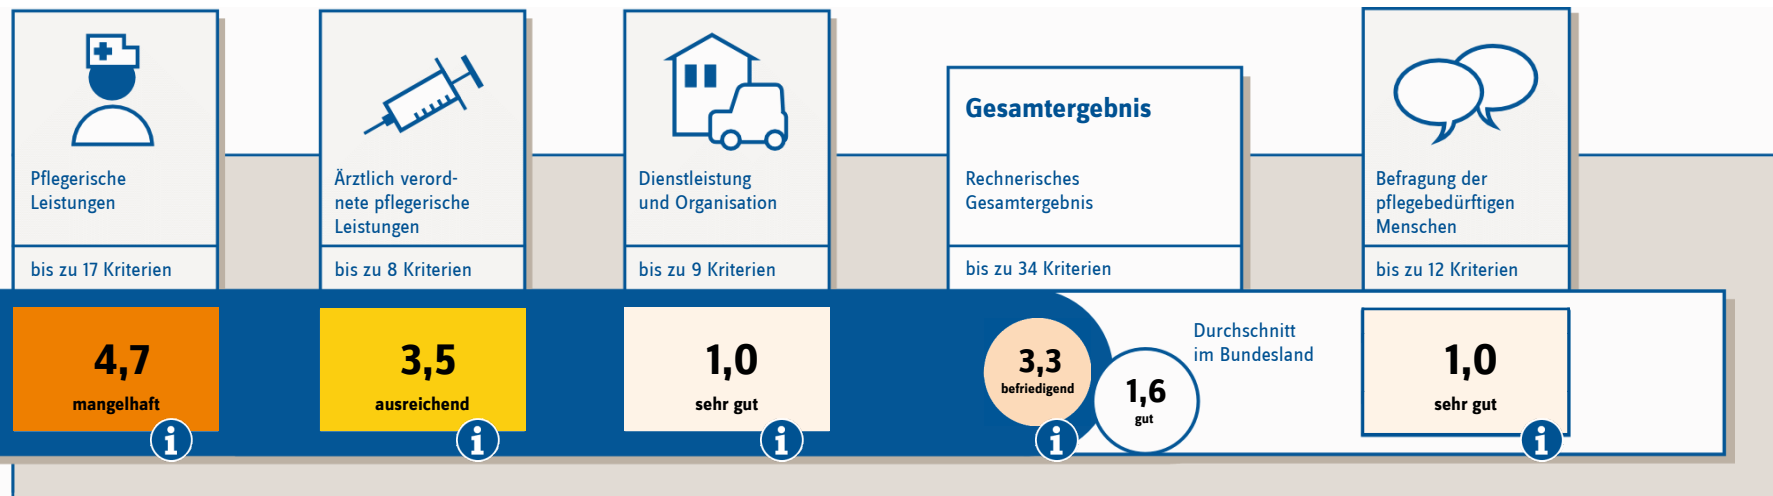 Pflegerische
Leistungen
bis zu 17 Kriterien
4,7
mangelhaft
i
Ärztlich verord-
nete pflegerische
Leistungen
bis zu 8 Kriterien
3,5
ausreichend
i
Dienstleistung
und Organisation
bis zu 9 Kriterien
1,0
sehr gut
i
Gesamtergebnis
Rechnerisches
Gesamtergebnis
bis zu 34 Kriterien
3,3
befriedigend
i
1,6
gut
Durchschnitt
im Bundesland
Befragung der
pflegebedürftigen
Menschen
bis zu 12 Kriterien
1,0
sehr gut
i